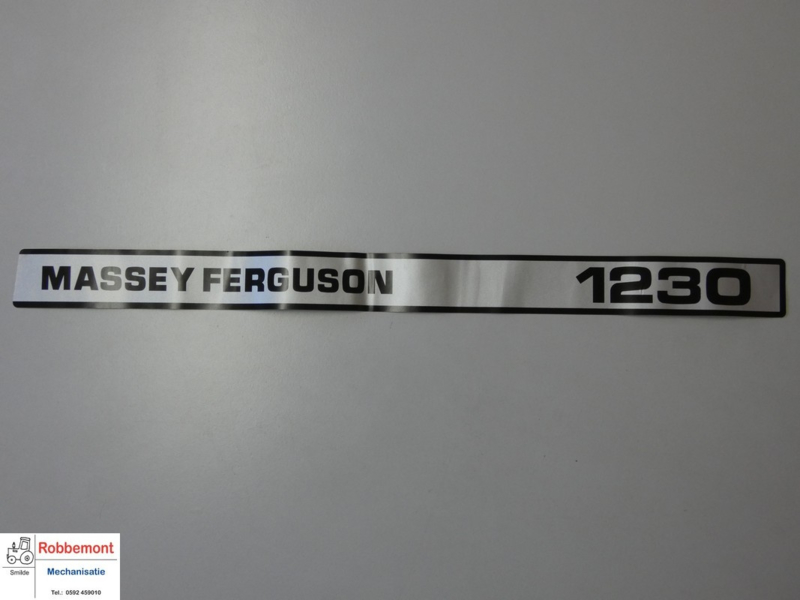 MASSEY FERGUSON 1230
Robbemont
Smilde
Mechanisatie
Tel.: 0592 459010